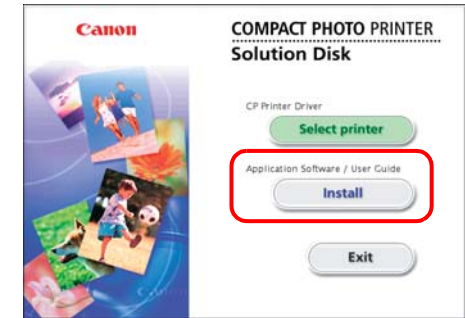 Canon
COMPACT PHOTO PRINTER
Solution Disk
CP Printer Driver
Select printer
Application Software / User Guide
Install
Exit